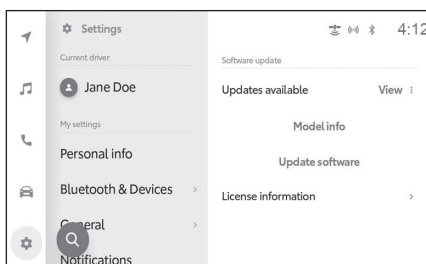 Settings
4:12
Current driver
Jane Doe
My settings
Personal info
Bluetooth & Devices
General
Notifications
Software update
Updates available View
Model info
Update software
License information